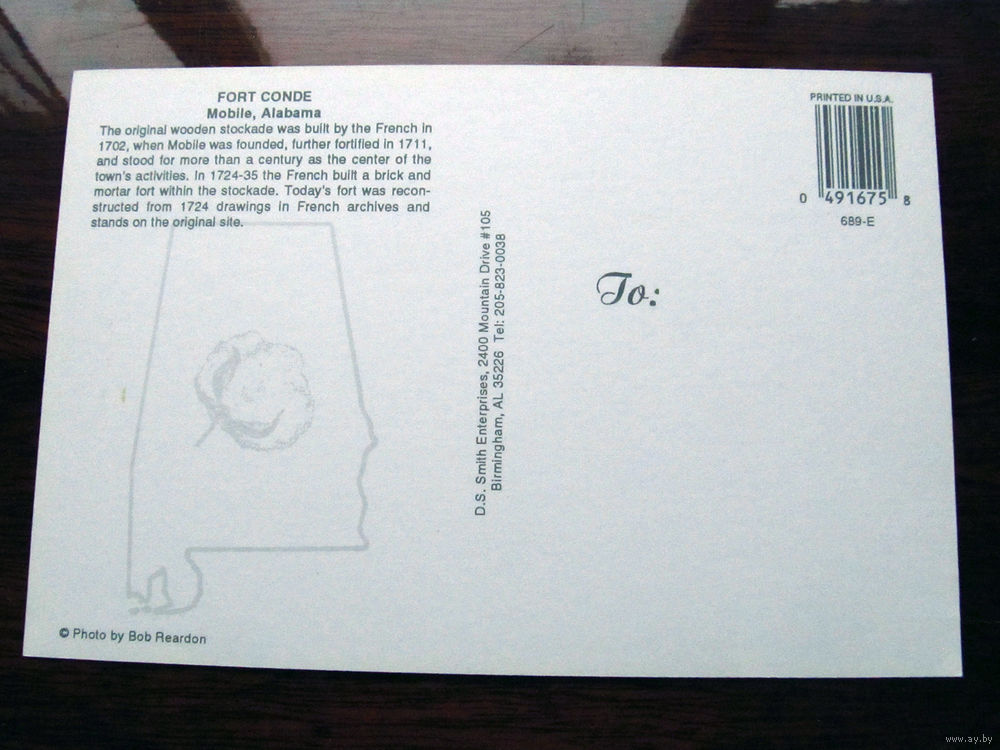 FORT CONDE
Mobile, Alabama
The original wooden stockade was built by the French in
1702, when Mobile was founded, further fortified in 1711,
and stood for more than a century as the center of the
town's activities. In 1724-35 the French built a brick and
mortar fort within the stockade. Today's fort was recon-
structed from 1724 drawings in French archives and
stands on the original site.
© Photo by Bob Reardon
D.S. Smith Enterprises, 2400 Mountain Drive #105
Birmingham, AL 35226 Tel: 205-823-0038
PRINTED IN U.S.A.
0 491675 8
689-E
To:
www.ay.by